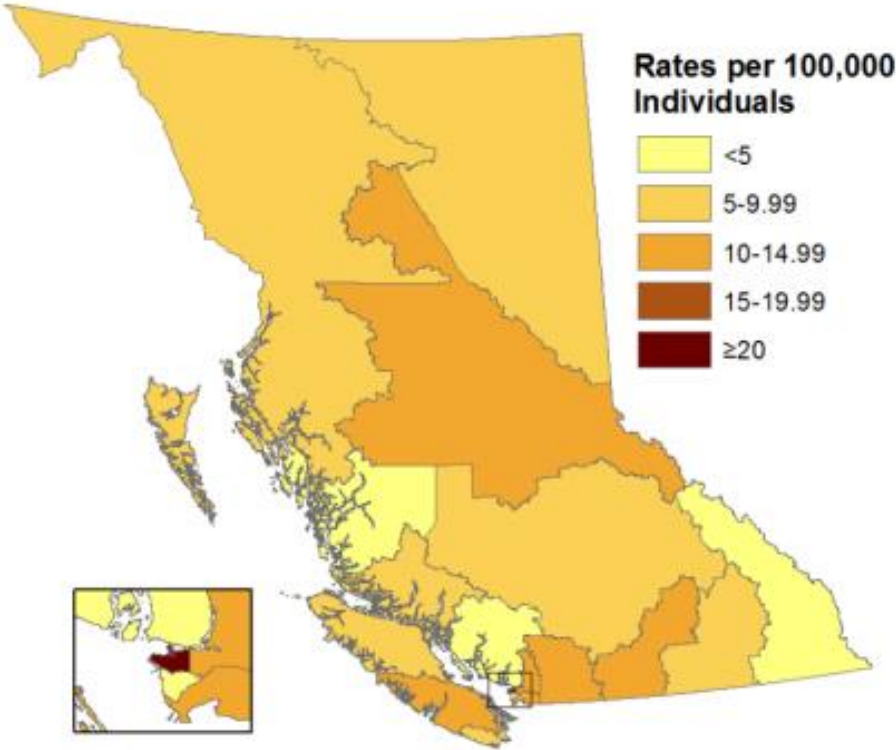 Rates per 100,000
Individuals
<5
5-9.99
10-14.99
15-19.99
≥20